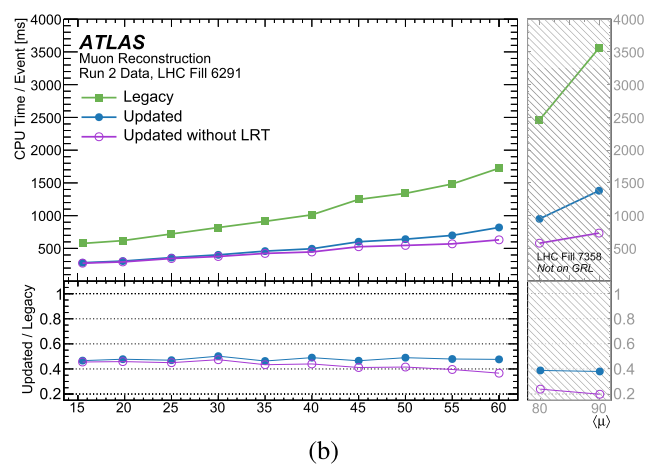 ATLAS
Muon Reconstruction
Run 2 Data, LHC Fill 6291
Legacy
Updated
Updated without LRT
CPU Time / Event [ms]
4000
3500
3000
2500
2000
1500
1000
500
4000
3500
3000
2500
2000
1500
1000
500
LHC Fill 7358
Not on GRL
Updated / Legacy
1
0.8
0.6
0.4
0.2
1
0.8
0.6
0.4
0.2
15 20 25 30 35 40 45 50 55 60
80 90
⟨μ⟩
(b)